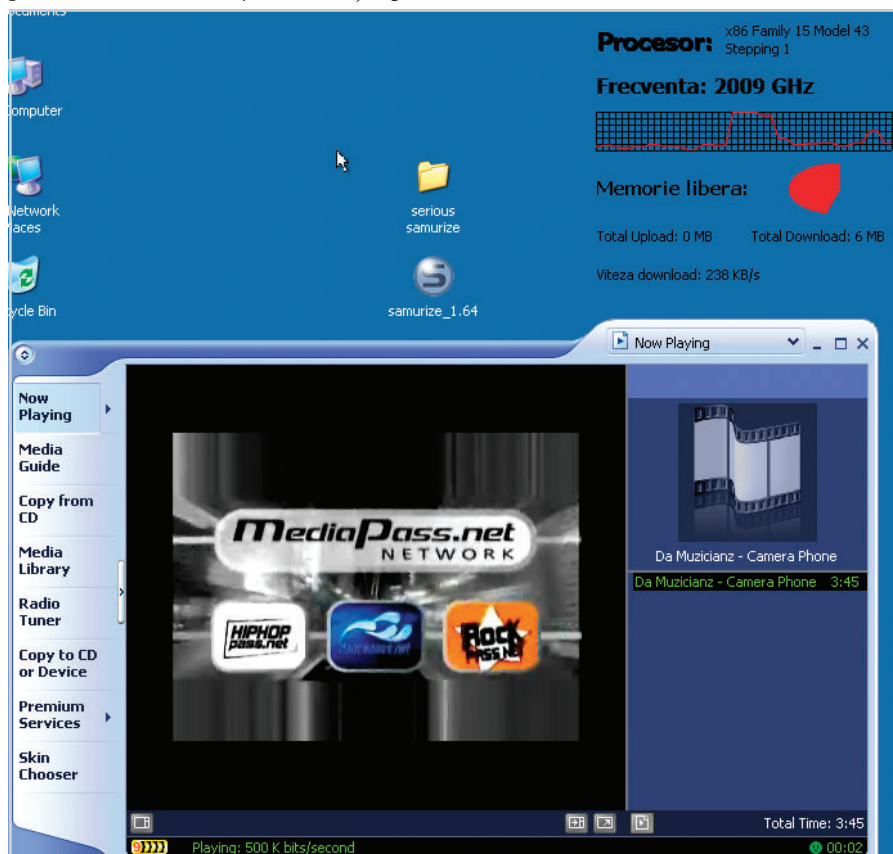 Procesor:
x86 Family 15 Model 43
Stepping 1
Frecventa: 2009 GHz
Computer
Memorie libera:
Network
serious
samurize
Total Upload: 0 MB
Total Download: 6 MB
Viteza download: 238 KB/s
Bin
samurize_1.64
Now Playing
Now
Playing
Media
Guide
Copy from
CD
Media
Library
Radio
Tuner
Copy to CD
or Device
Premium
Services
Skin
Chooser
MediaPass.net
NETWORK
HIPHOP
pass.net
ROCK
PASS.NET
Da Muzicianz - Camera Phone
Da Muzicianz - Camera Phone 3:45
Total Time: 3:45
Playing: 500 K bits/second
00:02